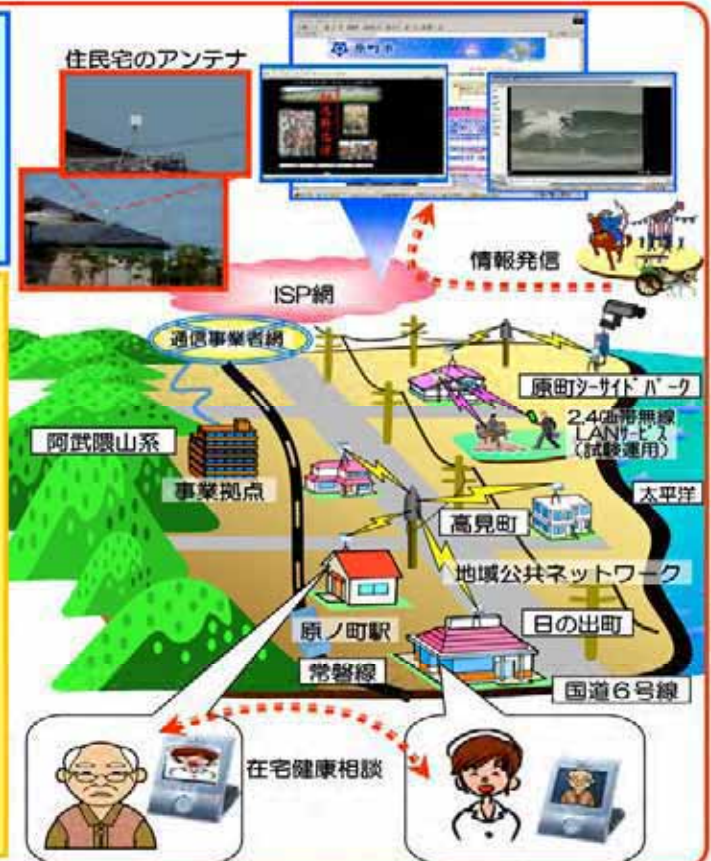 住民宅のアンテナ
原町市
情報発信
ISP網
通信事業者網
原町シーサイドパーク
2.4G帯無線
LANサービス
(試験運用)
阿武隈山系
事業拠点
太平洋
高見町
地域公共ネットワーク
原ノ町駅
日の出町
常磐線
国道6号線
在宅健康相談